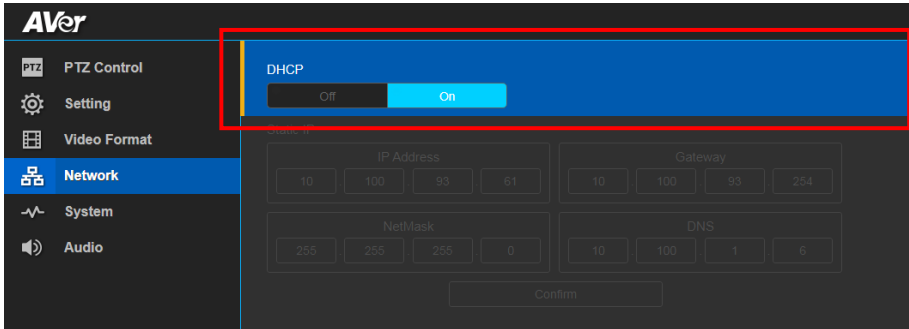 AVer
PTZ PTZ Control
Setting
Video Format
Network
System
Audio
DHCP
Off On
Static IP
IP Address
10 100 93 61
Gateway
10 100 93 254
NetMask
255 255 255 0
DNS
10 100 1 6
Confirm